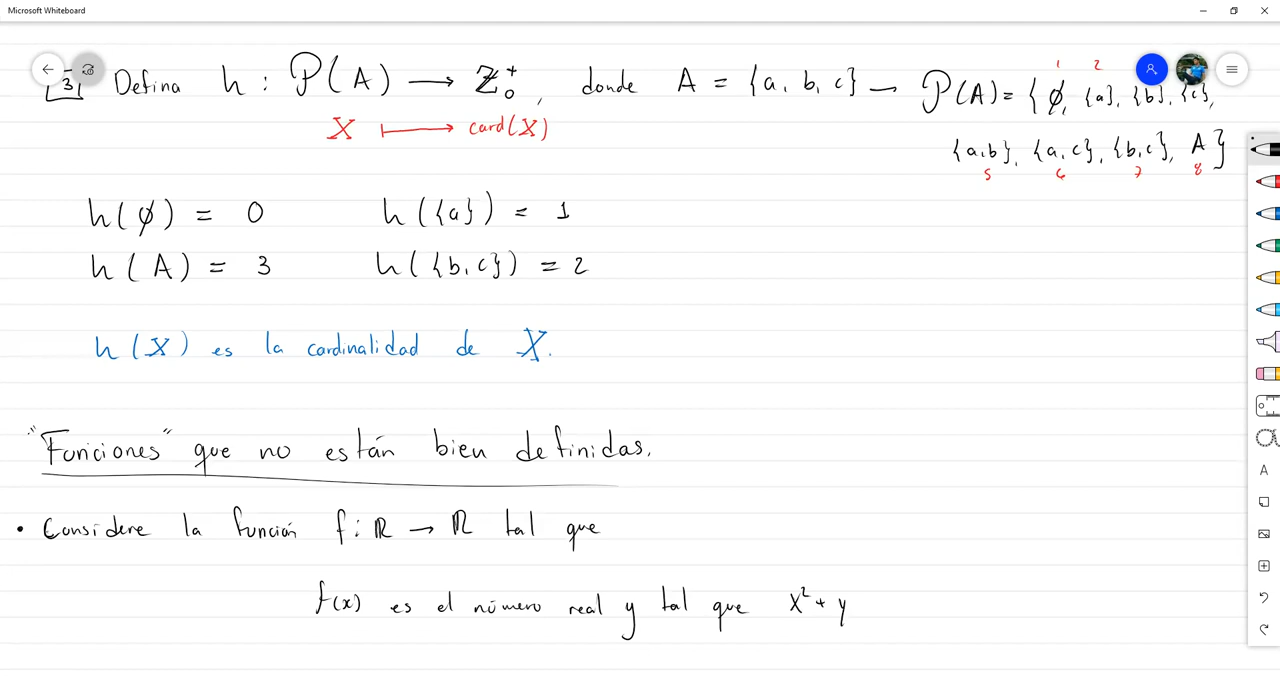 Microsoft Whiteboard
3 Defina h : P(A) → ℤ₀⁺, donde A = {a, b, c} → P(A) = {∅, {a}, {b}, {c},
1 2
X ↦ card(X)
{a,b}, {a,c}, {b,c}, A}
5 6 7 8
h(∅) = 0 h({a}) = 1
h(A) = 3 h({b,c}) = 2
h(X) es la cardinalidad de X.
"Funciones" que no están bien definidas.
• Considere la función f: ℝ → ℝ tal que
f(x) es el número real y tal que x² + y